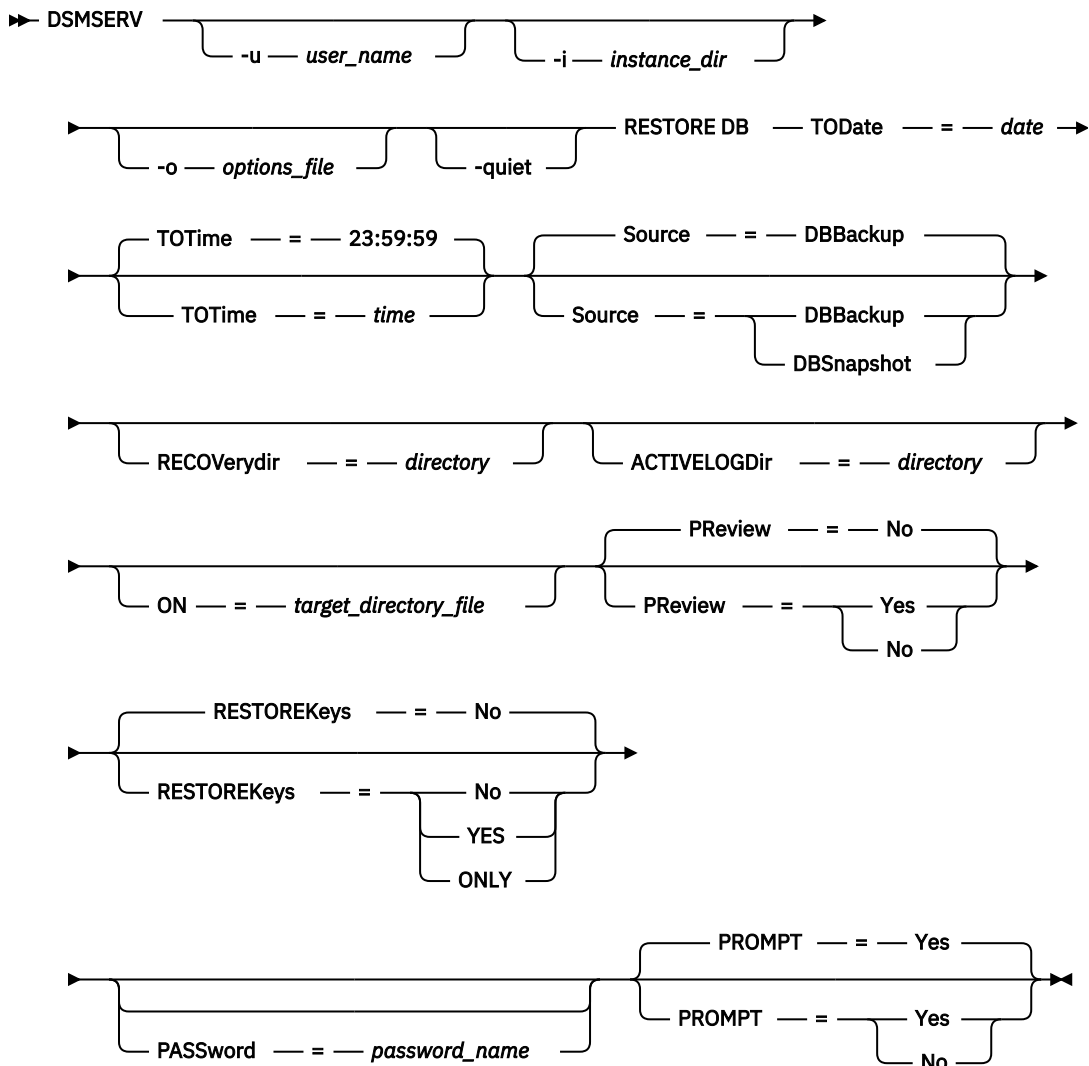 DSMSERV
-u user_name -i instance_dir
RESTORE DB TODate = date
-o options_file -quiet
TOTime = 23:59:59 Source = DBBackup
TOTime = time Source = DBBackup
DBSnapshot
RECOVerydir = directory ACTIVELOGDir = directory
PReview = No
ON = target_directory_file PReview = Yes
No
RESTOREKeys = No
RESTOREKeys = No
YES
ONLY
PROMPT = Yes
PROMPT = Yes
PASSword = password_name
No